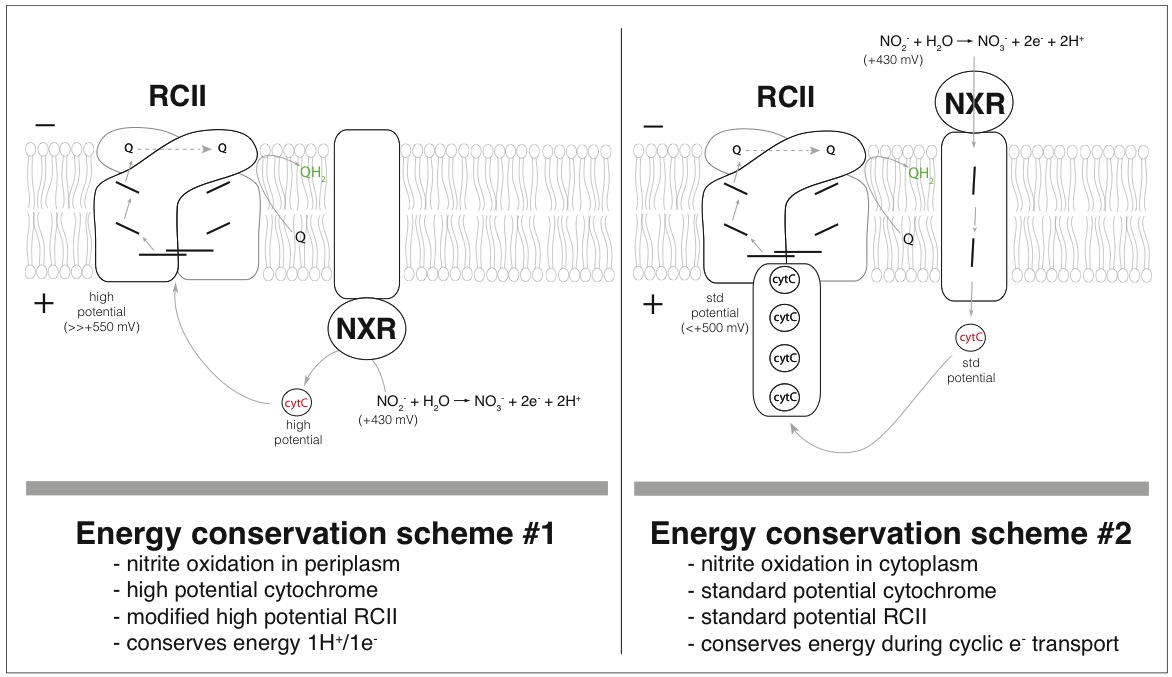 RCII
−
Q
Q
QH₂
Q
+
high
potential
(>>+550 mV)
NXR
cytC
high
potential
NO₂⁻ + H₂O → NO₃⁻ + 2e⁻ + 2H⁺
(+430 mV)
Energy conservation scheme #1
- nitrite oxidation in periplasm
- high potential cytochrome
- modified high potential RCII
- conserves energy 1H⁺/1e⁻
NO₂⁻ + H₂O → NO₃⁻ + 2e⁻ + 2H⁺
(+430 mV)
RCII
NXR
−
Q
Q
QH₂
Q
+
std
potential
(<+500 mV)
cytC
cytC
cytC
cytC
cytC
std
potential
Energy conservation scheme #2
- nitrite oxidation in cytoplasm
- standard potential cytochrome
- standard potential RCII
- conserves energy during cyclic e⁻ transport